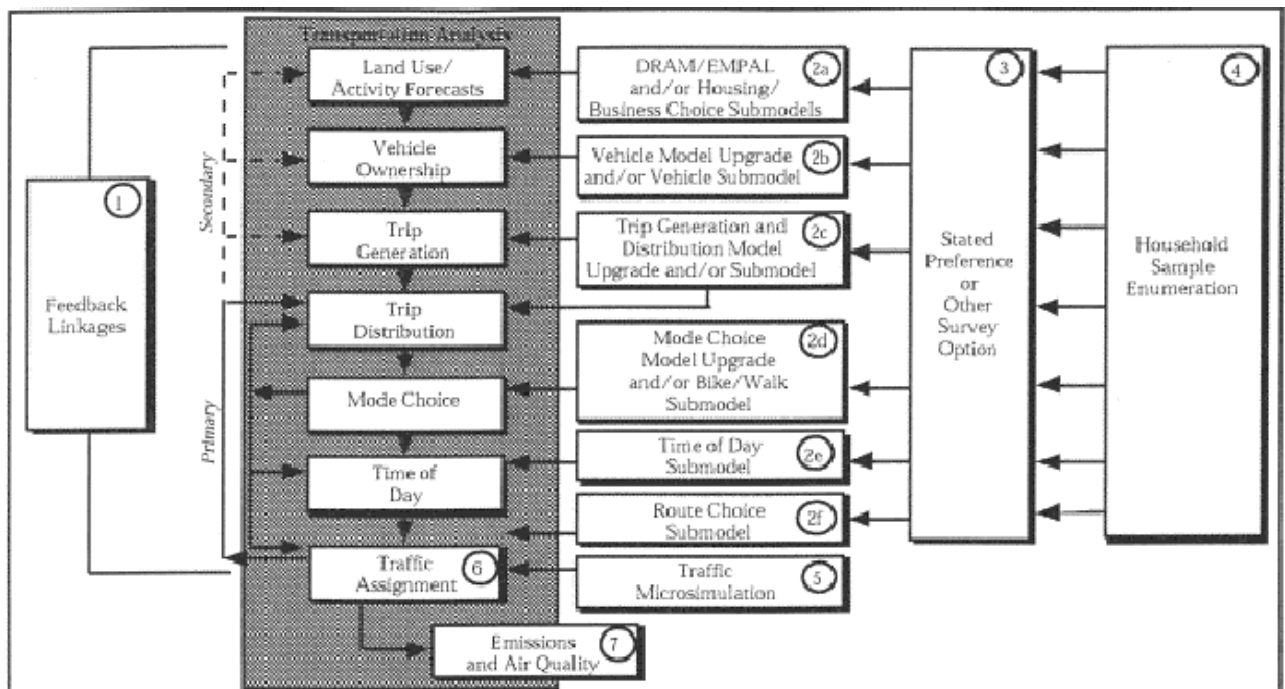 Transportation Analysis
Land Use/
Activity Forecasts
DRAM/EMPAL
and/or Housing/
Business Choice Submodels
2a
3
4
Vehicle
Ownership
Vehicle Model Upgrade
and/or Vehicle Submodel
2b
Secondary
1
Feedback
Linkages
Trip
Generation
Trip Generation and
Distribution Model
Upgrade and/or Submodel
2c
Stated
Preference
or
Other
Survey
Option
Household
Sample
Enumeration
Trip
Distribution
Primary
Mode Choice
Mode Choice
Model Upgrade
and/or Bike/Walk
Submodel
2d
Time of
Day
Time of Day
Submodel
2e
Route Choice
Submodel
2f
Traffic
Assignment
6
Traffic
Microsimulation
5
Emissions
and Air Quality
7